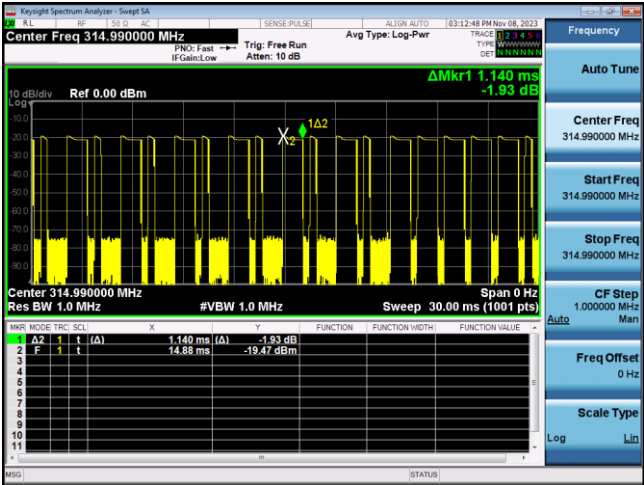 Keysight Spectrum Analyzer - Swept SA
RL RF 50 Ω AC SENSE:PULSE ALIGN AUTO 03:12:48 PM Nov 08, 2023
Center Freq 314.990000 MHz
PNO: Fast
IFGain:Low
Trig: Free Run
Atten: 10 dB
Avg Type: Log-Pwr
TRACE 1 2 3 4 5 6
TYPE WWWWWW
DET N N N N N N
ΔMkr1 1.140 ms
-1.93 dB
10 dB/div Ref 0.00 dBm
Log
-10.0
-20.0
-30.0
-40.0
-50.0
-60.0
-70.0
-80.0
-90.0
1Δ2
2
Center 314.990000 MHz Span 0 Hz
Res BW 1.0 MHz #VBW 1.0 MHz Sweep 30.00 ms (1001 pts)
MKR MODE TRC SCL X Y FUNCTION FUNCTION WIDTH FUNCTION VALUE
1 Δ2 1 t (Δ) 1.140 ms (Δ) -1.93 dB
2 F 1 t 14.88 ms -19.47 dBm
3
4
5
6
7
8
9
10
11
MSG STATUS
Frequency
Auto Tune
Center Freq
314.990000 MHz
Start Freq
314.990000 MHz
Stop Freq
314.990000 MHz
CF Step
1.000000 MHz
Auto Man
Freq Offset
0 Hz
Scale Type
Log Lin